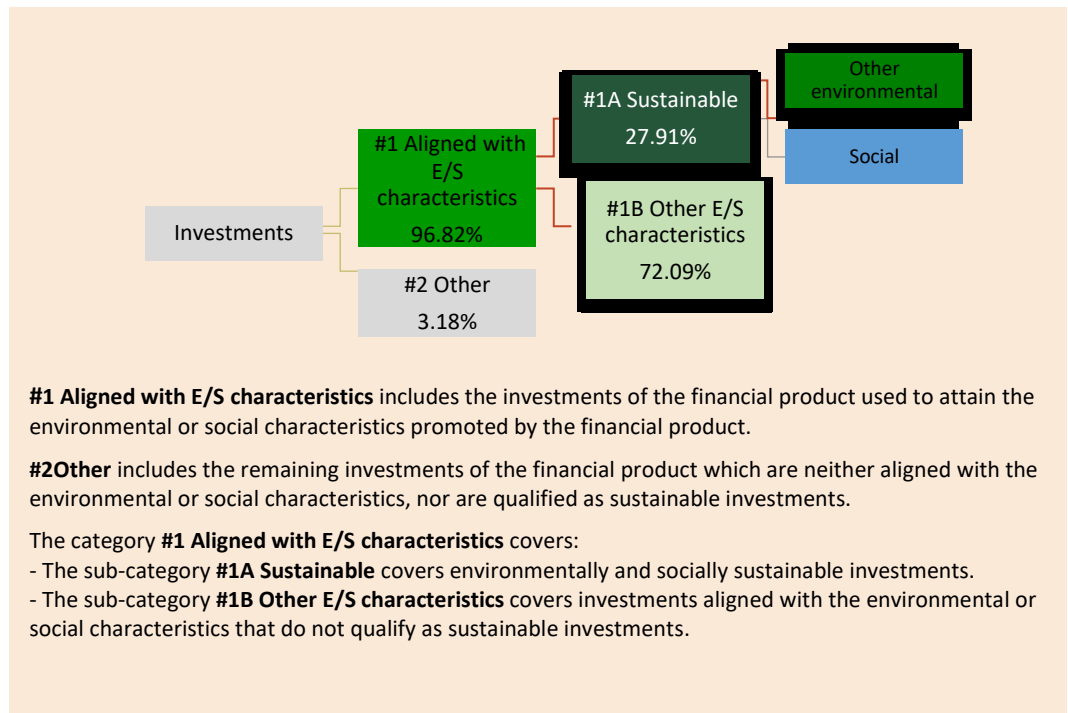 Investments
#1 Aligned with
E/S
characteristics
96.82%
#2 Other
3.18%
#1A Sustainable
27.91%
#1B Other E/S
characteristics
72.09%
Other
environmental
Social
#1 Aligned with E/S characteristics includes the investments of the financial product used to attain the
environmental or social characteristics promoted by the financial product.
#2Other includes the remaining investments of the financial product which are neither aligned with the
environmental or social characteristics, nor are qualified as sustainable investments.
The category #1 Aligned with E/S characteristics covers:
- The sub-category #1A Sustainable covers environmentally and socially sustainable investments.
- The sub-category #1B Other E/S characteristics covers investments aligned with the environmental or
social characteristics that do not qualify as sustainable investments.